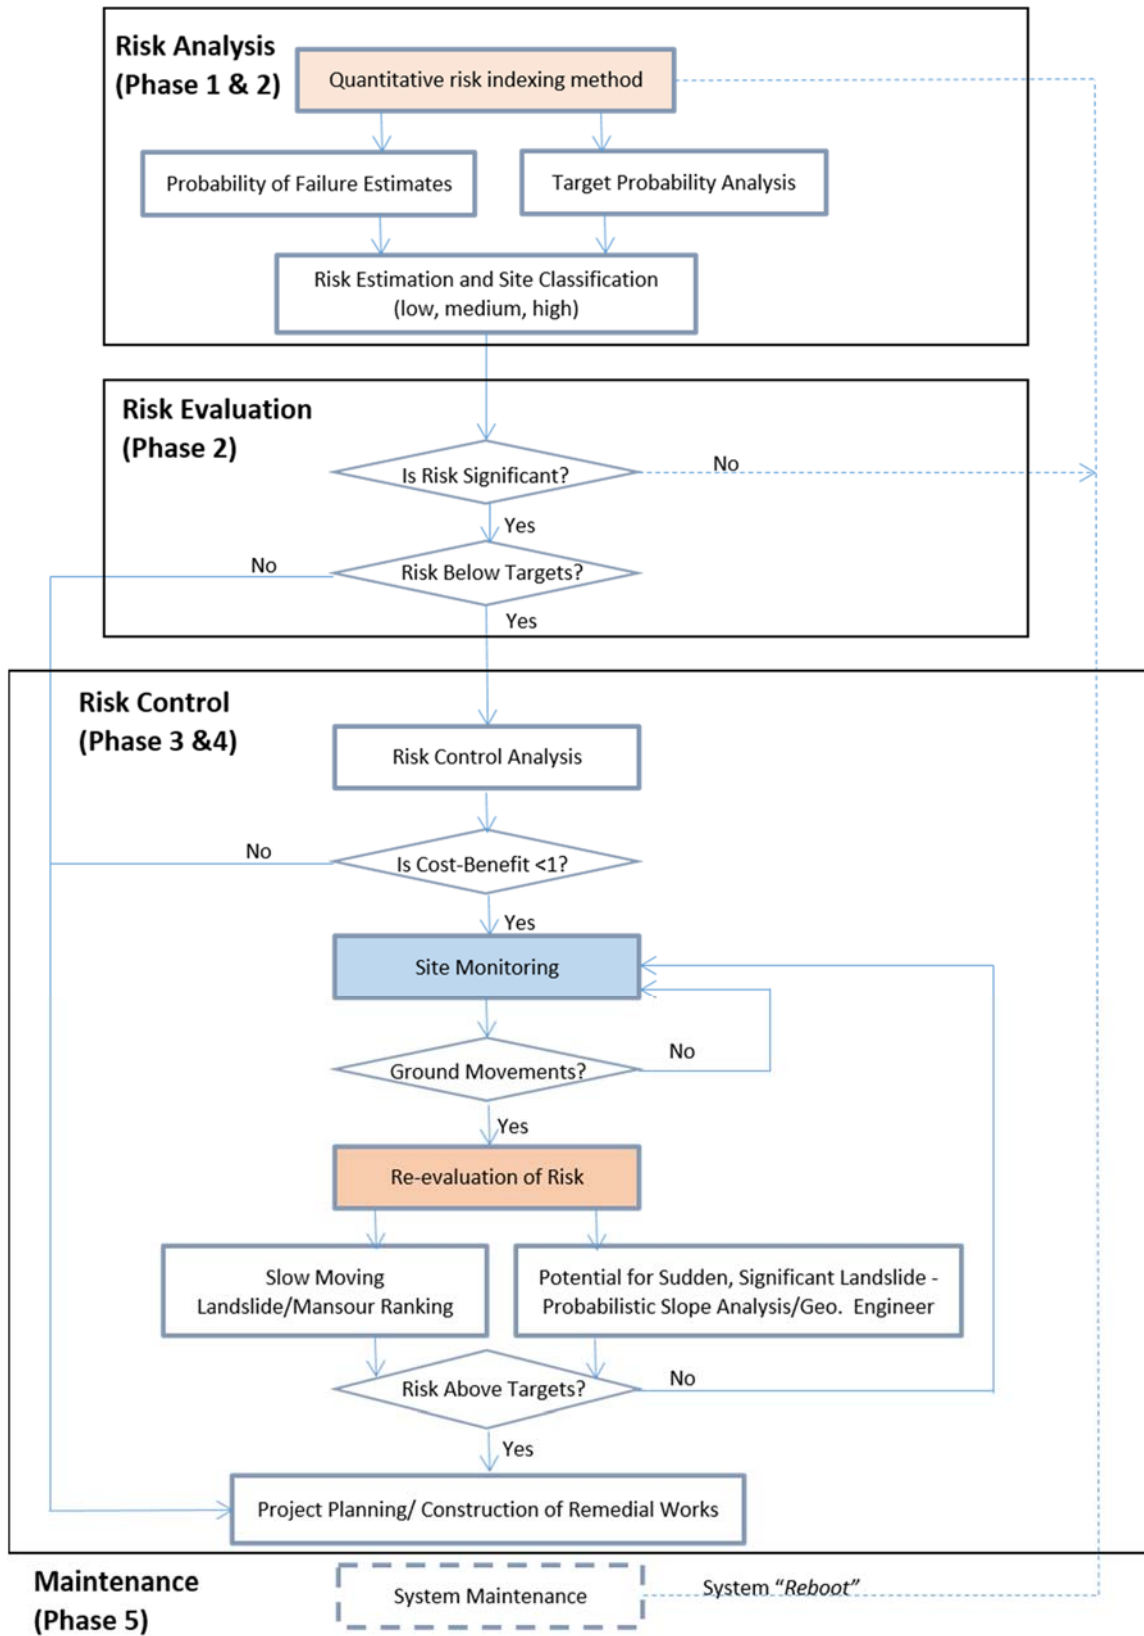 Risk Analysis
(Phase 1 & 2)
Quantitative risk indexing method
Probability of Failure Estimates
Target Probability Analysis
Risk Estimation and Site Classification
(low, medium, high)
Risk Evaluation
(Phase 2)
Is Risk Significant?
No
Yes
No
Risk Below Targets?
Yes
Risk Control
(Phase 3 &4)
Risk Control Analysis
No
Is Cost-Benefit <1?
Yes
Site Monitoring
Ground Movements?
No
Yes
Re-evaluation of Risk
Slow Moving
Landslide/Mansour Ranking
Potential for Sudden, Significant Landslide -
Probabilistic Slope Analysis/Geo. Engineer
Risk Above Targets?
No
Yes
Project Planning/ Construction of Remedial Works
Maintenance
(Phase 5)
System Maintenance
System "Reboot"